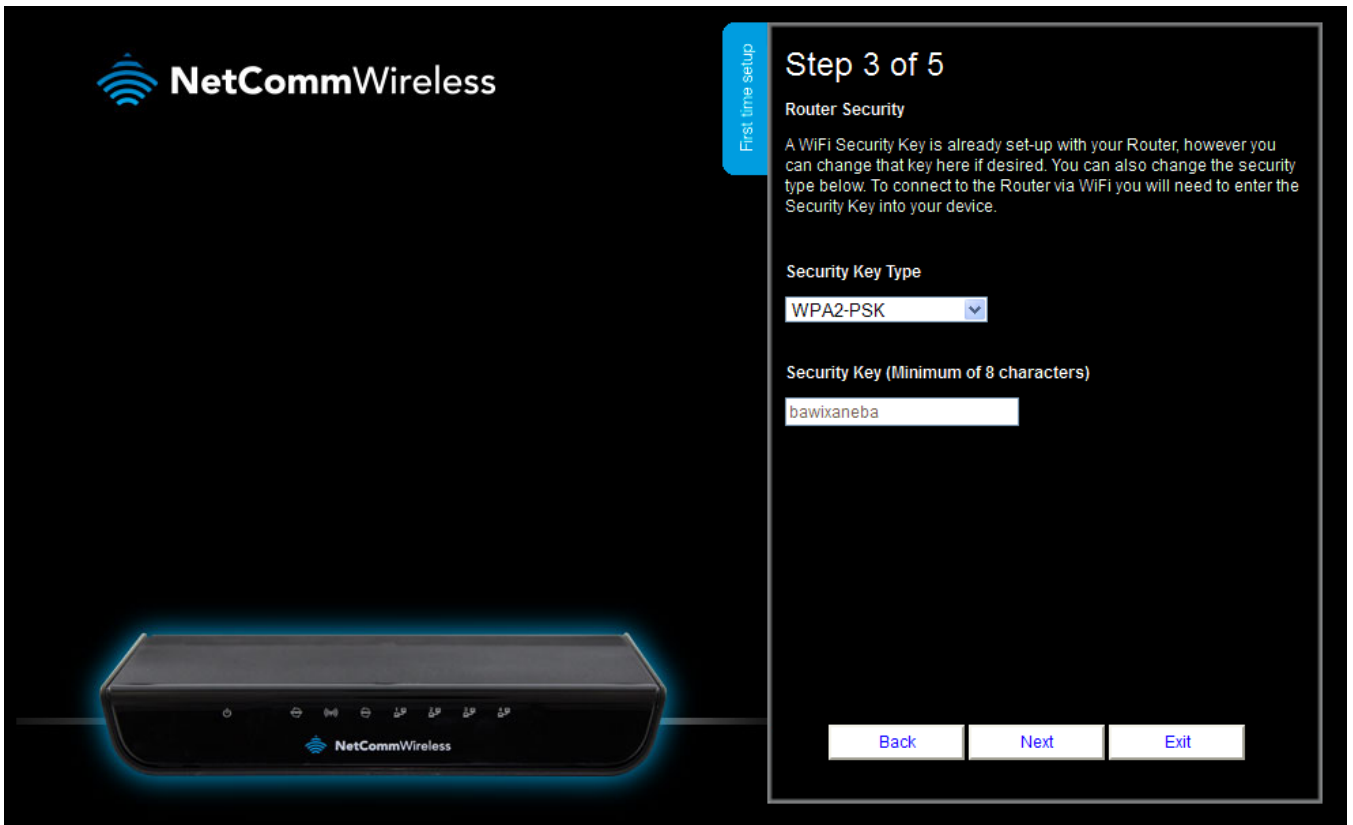 NetCommWireless
First time setup
Step 3 of 5
Router Security
A WiFi Security Key is already set-up with your Router, however you
can change that key here if desired. You can also change the security
type below. To connect to the Router via WiFi you will need to enter the
Security Key into your device.
Security Key Type
WPA2-PSK
Security Key (Minimum of 8 characters)
bawixaneba
NetCommWireless
Back Next Exit